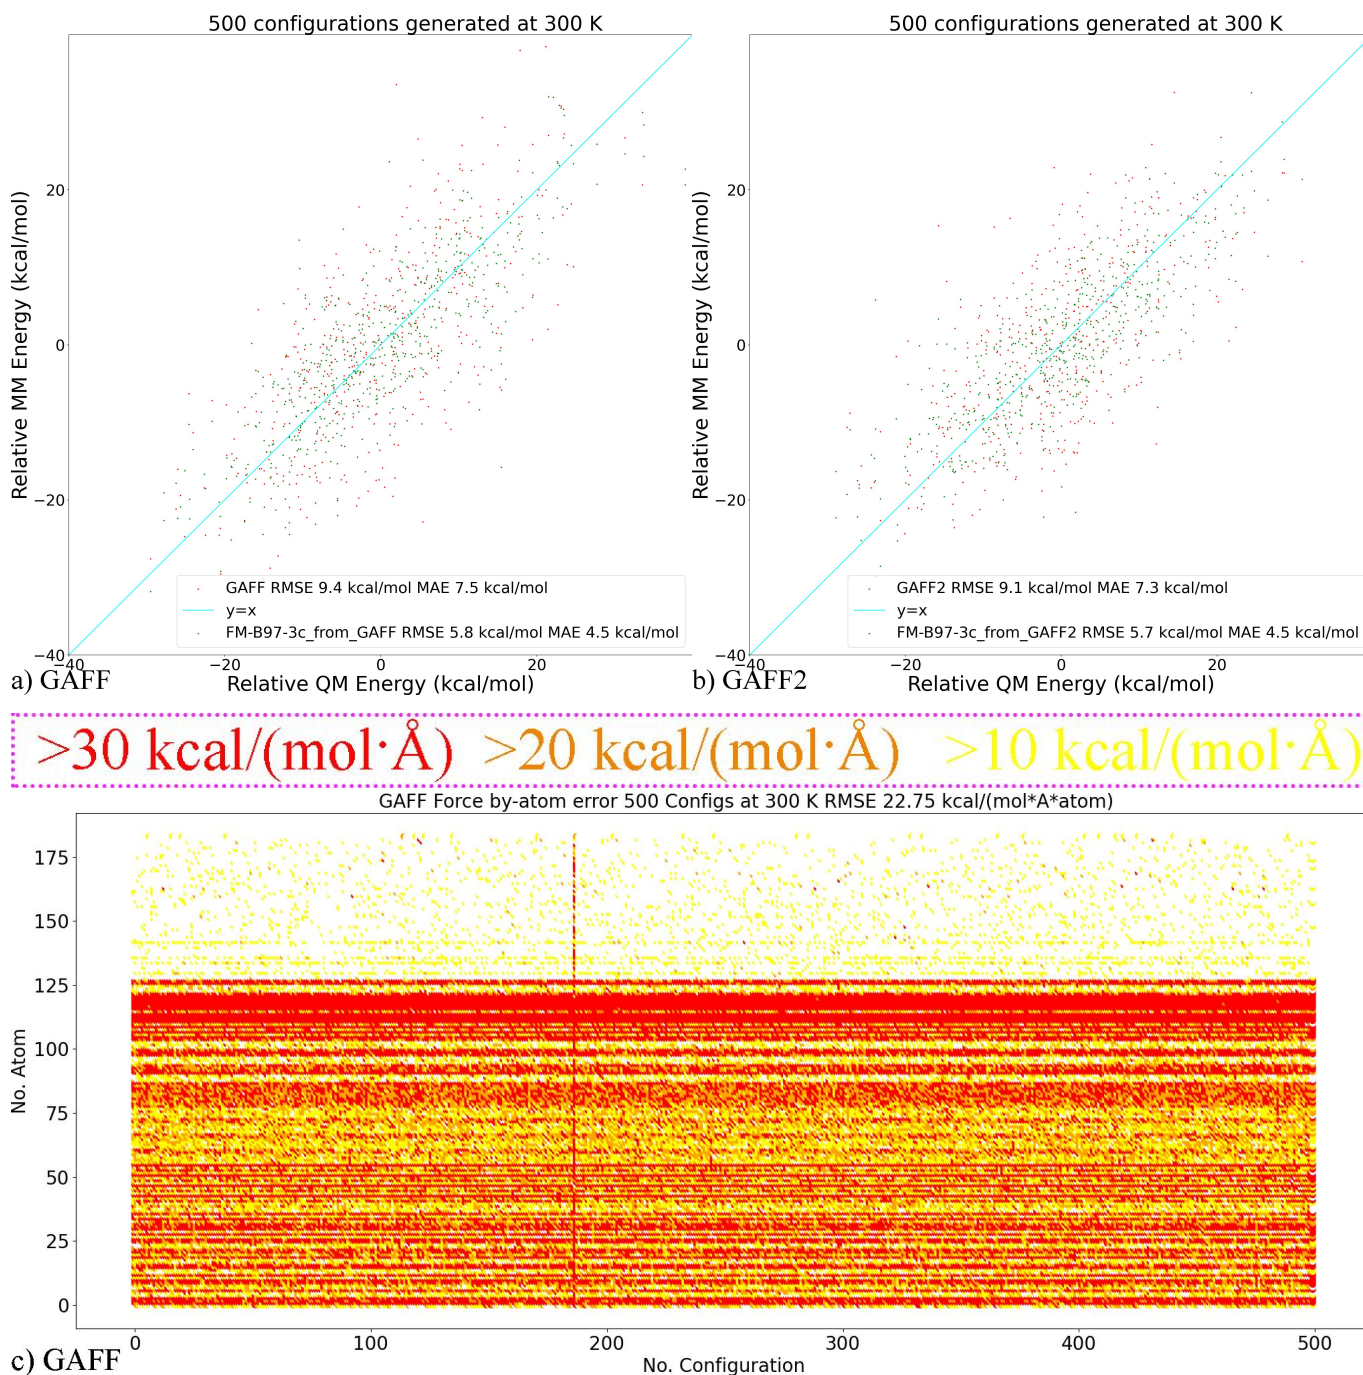 500 configurations generated at 300 K
Relative MM Energy (kcal/mol)
20
0
−20
−40
−40
−20
0
20
GAFF RMSE 9.4 kcal/mol MAE 7.5 kcal/mol
y=x
FM-B97-3c_from_GAFF RMSE 5.8 kcal/mol MAE 4.5 kcal/mol
Relative QM Energy (kcal/mol)
a) GAFF
500 configurations generated at 300 K
Relative MM Energy (kcal/mol)
20
0
−20
−40
−40
−20
0
20
GAFF2 RMSE 9.1 kcal/mol MAE 7.3 kcal/mol
y=x
FM-B97-3c_from_GAFF2 RMSE 5.7 kcal/mol MAE 4.5 kcal/mol
Relative QM Energy (kcal/mol)
b) GAFF2
>30 kcal/(mol·Å) >20 kcal/(mol·Å) >10 kcal/(mol·Å)
GAFF Force by-atom error 500 Configs at 300 K RMSE 22.75 kcal/(mol*A*atom)
No. Atom
175
150
125
100
75
50
25
0
0
100
200
300
400
500
No. Configuration
c) GAFF